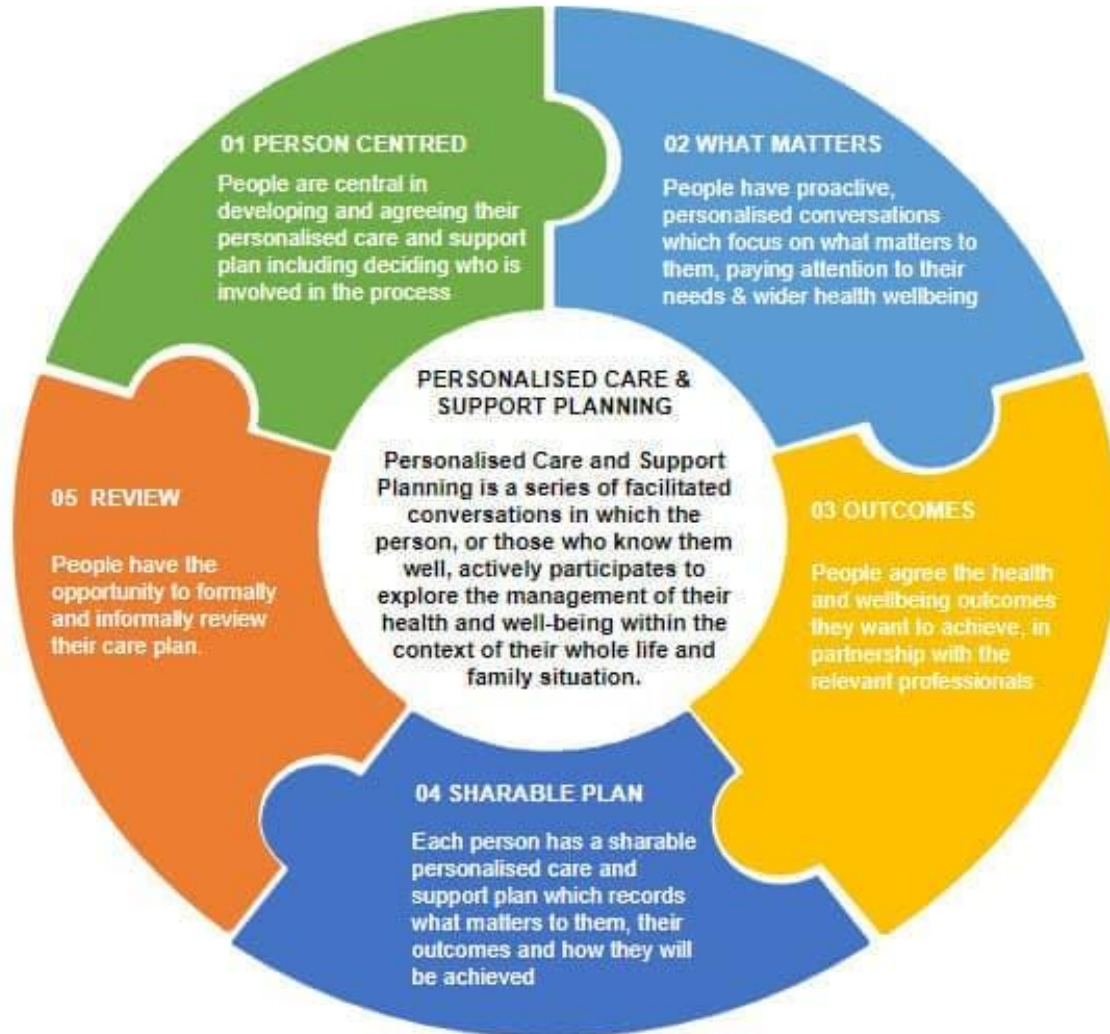 01 PERSON CENTRED
People are central in
developing and agreeing their
personalised care and support
plan including deciding who is
involved in the process
02 WHAT MATTERS
People have proactive,
personalised conversations
which focus on what matters to
them, paying attention to their
needs & wider health wellbeing
PERSONALISED CARE &
SUPPORT PLANNING
Personalised Care and Support
Planning is a series of facilitated
conversations in which the
person, or those who know them
well, actively participates to
explore the management of their
health and well-being within the
context of their whole life and
family situation.
03 OUTCOMES
People agree the health
and wellbeing outcomes
they want to achieve, in
partnership with the
relevant professionals
04 SHARABLE PLAN
Each person has a sharable
personalised care and
support plan which records
what matters to them, their
outcomes and how they will
be achieved
05 REVIEW
People have the
opportunity to formally
and informally review
their care plan.